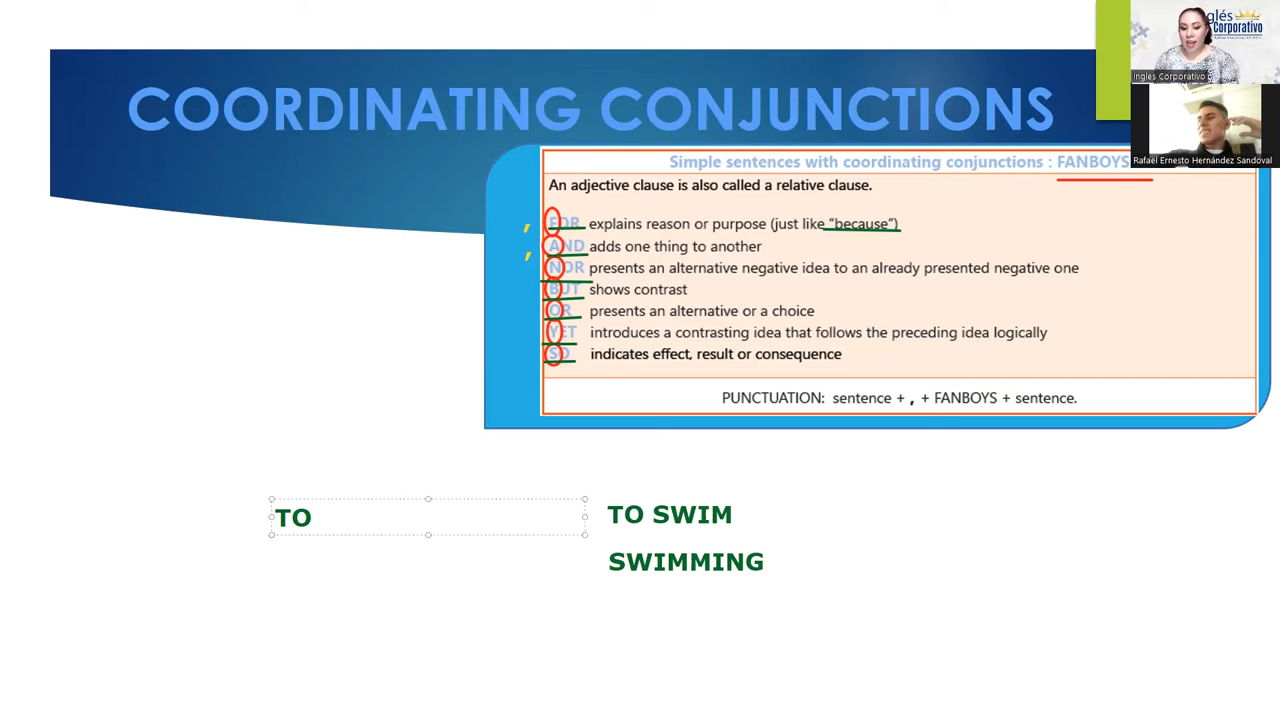 COORDINATING CONJUNCTIONS
Simple sentences with coordinating conjunctions : FANBOYS
An adjective clause is also called a relative clause.
, FOR explains reason or purpose (just like "because")
, AND adds one thing to another
NOR presents an alternative negative idea to an already presented negative one
BUT shows contrast
OR presents an alternative or a choice
YET introduces a contrasting idea that follows the preceding idea logically
SO indicates effect, result or consequence
PUNCTUATION: sentence + , + FANBOYS + sentence.
TO
TO SWIM
SWIMMING
glés
Corporativo
Ingles Corporativo
Rafael Ernesto Hernández Sandoval